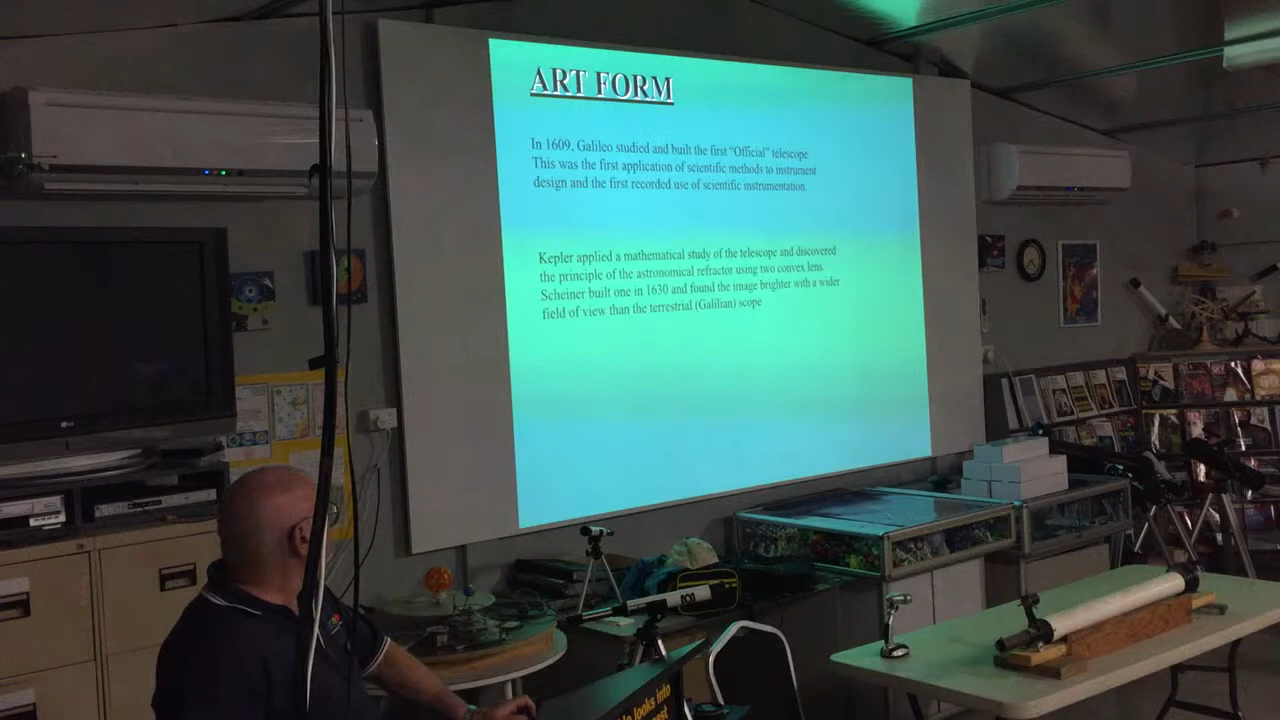 ART FORM
In 1609, Galileo studied and built the first “Official” telescope
This was the first application of scientific methods to instrument
design and the first recorded use of scientific instrumentation.
Kepler applied a mathematical study of the telescope and discovered
the principle of the astronomical refractor using two convex lens.
Scheiner built one in 1630 and found the image brighter with a wider
field of view than the terrestrial (Galilian) scope
LG
looks into